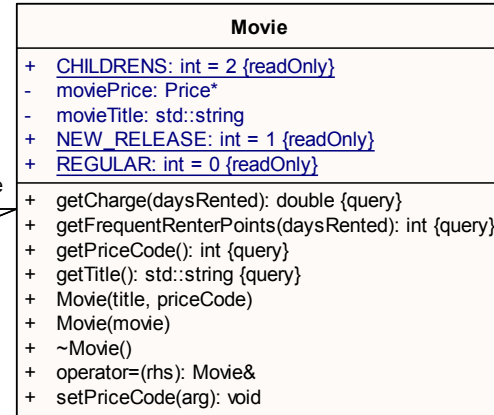 Movie
+ CHILDRENS: int = 2 {readOnly}
- moviePrice: Price*
- movieTitle: std::string
+ NEW_RELEASE: int = 1 {readOnly}
+ REGULAR: int = 0 {readOnly}
e
+ getCharge(daysRented): double {query}
+ getFrequentRenterPoints(daysRented): int {query}
+ getPriceCode(): int {query}
+ getTitle(): std::string {query}
+ Movie(title, priceCode)
+ Movie(movie)
+ ~Movie()
+ operator=(rhs): Movie&
+ setPriceCode(arg): void